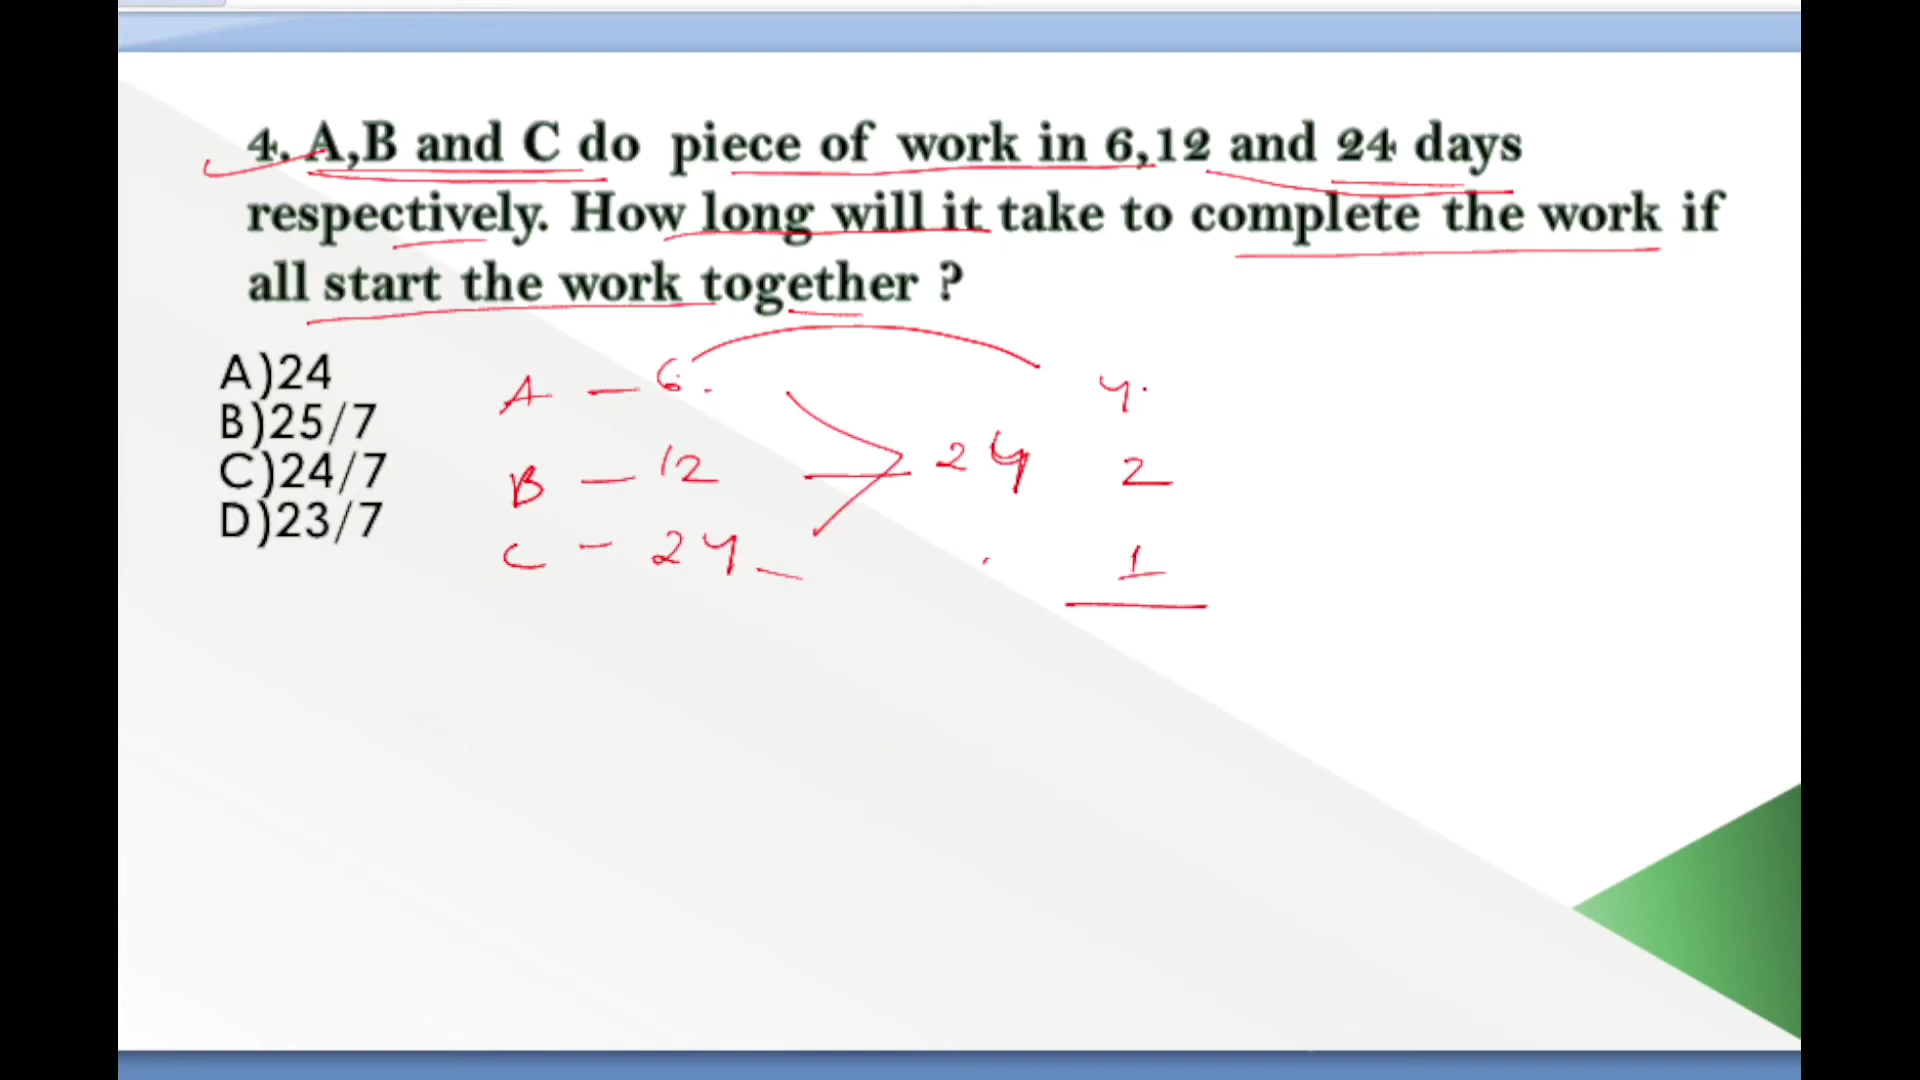 4. A,B and C do piece of work in 6,12 and 24 days
respectively. How long will it take to complete the work if
all start the work together ?
A)24
B)25/7
C)24/7
D)23/7
A — 6 4
B — 12 24 2
C — 24 1